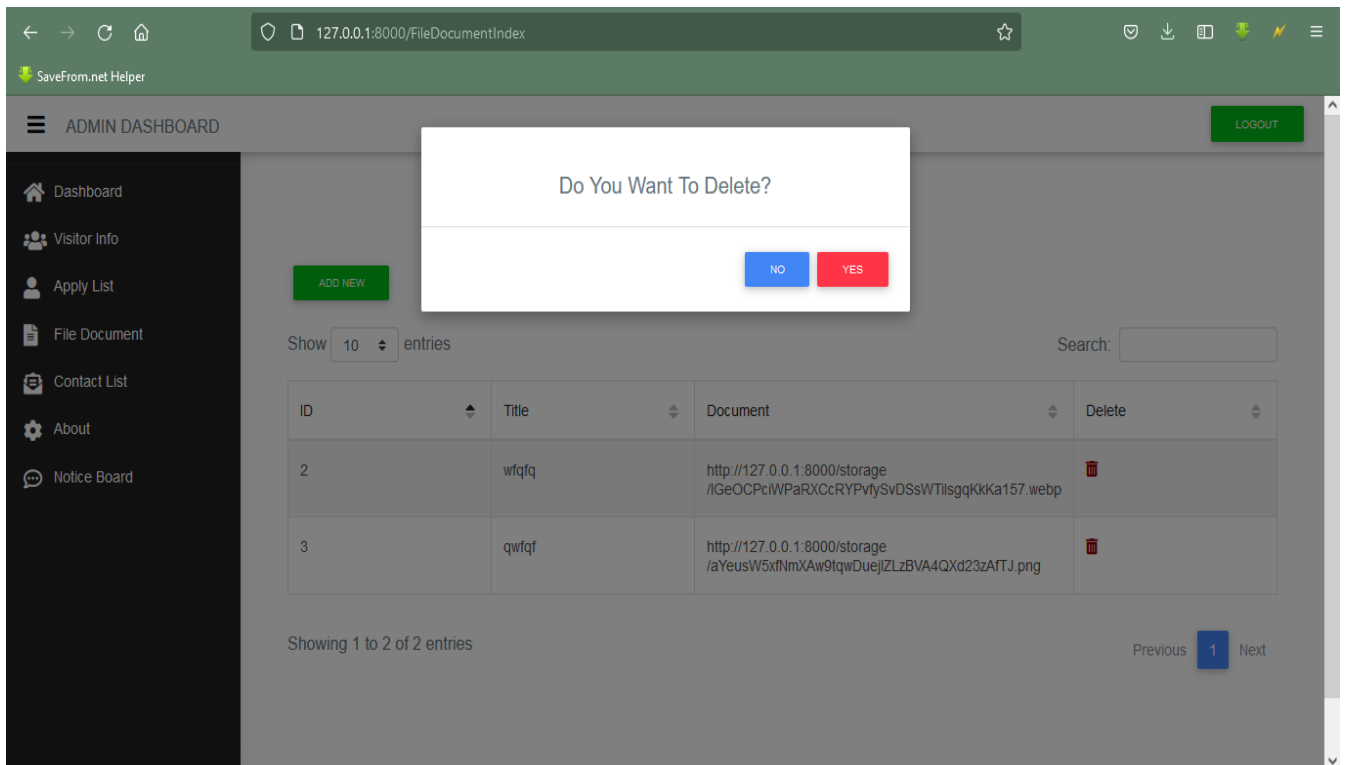 127.0.0.1:8000/FileDocumentIndex
SaveFrom.net Helper
ADMIN DASHBOARD
LOGOUT
Do You Want To Delete?
NO YES
Dashboard
Visitor Info
Apply List
File Document
Contact List
About
Notice Board
ADD NEW
Show 10 entries
Search:
ID Title Document Delete
2 wfqfq http://127.0.0.1:8000/storage
/lGeOCPciWPaRXCcRYPvfySvDSsWTilsgqKkKa157.webp
3 qwfqf http://127.0.0.1:8000/storage
/aYeusW5xfNmXAw9tqwDuejlZLzBVA4QXd23zAfTJ.png
Showing 1 to 2 of 2 entries
Previous 1 Next